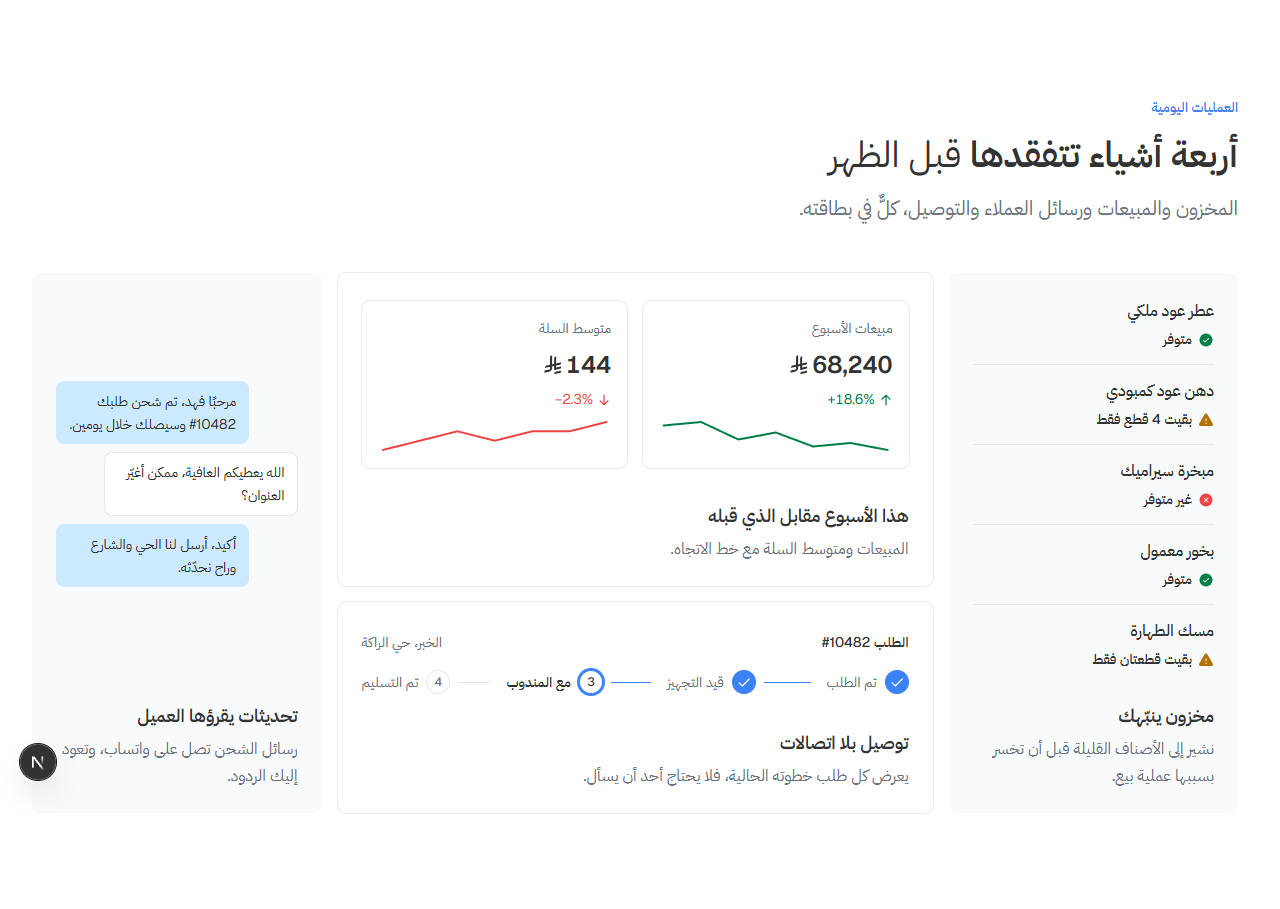 العمليات اليومية
أربعة أشياء تتفقدها قبل الظهر
المخزون والمبيعات ورسائل العملاء والتوصيل، كلٌّ في بطاقته.
عطر عود ملكي
متوفر
دهن عود كمبودي
بقيت 4 قطع فقط
مبخرة سيراميك
غير متوفر
بخور معمول
متوفر
مسك الطهارة
بقيت قطعتان فقط
مخزون ينبّهك
نشير إلى الأصناف القليلة قبل أن تخسر
بسببها عملية بيع.
مبيعات الأسبوع
68,240
+18.6%
متوسط السلة
144
−2.3%
هذا الأسبوع مقابل الذي قبله
المبيعات ومتوسط السلة مع خط الاتجاه.
الطلب 10482#
الخبر، حي الراكة
تم الطلب
قيد التجهيز
3 مع المندوب
4 تم التسليم
توصيل بلا اتصالات
يعرض كل طلب خطوته الحالية، فلا يحتاج أحد أن يسأل.
مرحبًا فهد، تم شحن طلبك
#10482 وسيصلك خلال يومين.
الله يعطيكم العافية، ممكن أغيّر
العنوان؟
أكيد، أرسل لنا الحي والشارع
وراح نحدّثه.
تحديثات يقرؤها العميل
رسائل الشحن تصل على واتساب، وتعود
إليك الردود.
N